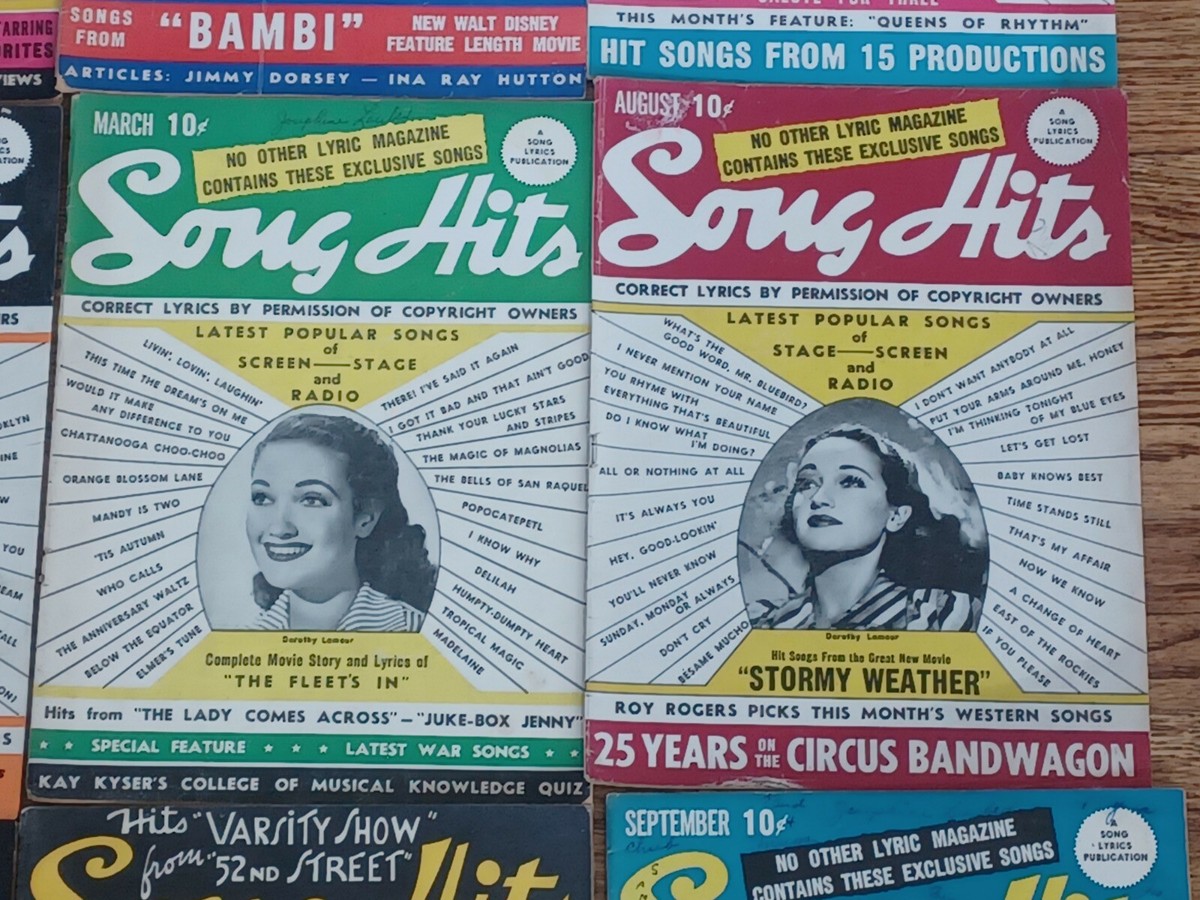 TARRING
ORITES
VIEWS
SONGS
FROM
"BAMBI"
NEW WALT DISNEY
FEATURE LENGTH MOVIE
ARTICLES: JIMMY DORSEY — INA RAY HUTTON
THIS MONTH'S FEATURE: "QUEENS OF RHYTHM"
HIT SONGS FROM 15 PRODUCTIONS
MARCH 10¢
NO OTHER LYRIC MAGAZINE
CONTAINS THESE EXCLUSIVE SONGS
A
SONG
LYRICS
PUBLICATION
Song Hits
CORRECT LYRICS BY PERMISSION OF COPYRIGHT OWNERS
LATEST POPULAR SONGS
of
SCREEN—STAGE
and
RADIO
LIVIN', LOVIN', LAUGHIN'
THIS TIME THE DREAM'S ON ME
WOULD IT MAKE
ANY DIFFERENCE TO YOU
CHATTANOOGA CHOO-CHOO
ORANGE BLOSSOM LANE
MANDY IS TWO
'TIS AUTUMN
WHO CALLS
THE ANNIVERSARY WALTZ
BELOW THE EQUATOR
ELMER'S TUNE
THERE! I'VE SAID IT AGAIN
I GOT IT BAD AND THAT AIN'T GOOD
THANK YOUR LUCKY STARS
AND STRIPES
THE MAGIC OF MAGNOLIAS
THE BELLS OF SAN RAQUEL
POPOCATEPETL
I KNOW WHY
DELILAH
HUMPTY-DUMPTY HEART
TROPICAL MAGIC
MADELAINE
Dorothy Lamour
Complete Movie Story and Lyrics of
"THE FLEET'S IN"
Hits from "THE LADY COMES ACROSS"—"JUKE-BOX JENNY"
★ ★ SPECIAL FEATURE ★ ★ ★ LATEST WAR SONGS ★ ★
KAY KYSER'S COLLEGE OF MUSICAL KNOWLEDGE QUIZ
AUGUST 10¢
NO OTHER LYRIC MAGAZINE
CONTAINS THESE EXCLUSIVE SONGS
A
SONG
LYRICS
PUBLICATION
Song Hits
CORRECT LYRICS BY PERMISSION OF COPYRIGHT OWNERS
LATEST POPULAR SONGS
of
STAGE—SCREEN
and
RADIO
WHAT'S THE
GOOD WORD, MR. BLUEBIRD?
I NEVER MENTION YOUR NAME
YOU RHYME WITH
EVERYTHING THAT'S BEAUTIFUL
DO I KNOW WHAT
I'M DOING?
ALL OR NOTHING AT ALL
IT'S ALWAYS YOU
HEY, GOOD-LOOKIN'
YOU'LL NEVER KNOW
SUNDAY, MONDAY
OR ALWAYS
DON'T CRY
BÉSAME MUCHO
I DON'T WANT ANYBODY AT ALL
PUT YOUR ARMS AROUND ME, HONEY
I'M THINKING TONIGHT
OF MY BLUE EYES
LET'S GET LOST
BABY KNOWS BEST
TIME STANDS STILL
THAT'S MY AFFAIR
NOW WE KNOW
A CHANGE OF HEART
EAST OF THE ROCKIES
IF YOU PLEASE
Dorothy Lamour
Hit Songs From the Great New Movie
"STORMY WEATHER"
ROY ROGERS PICKS THIS MONTH'S WESTERN SONGS
25 YEARS ON THE CIRCUS BANDWAGON
Hits "VARSITY SHOW"
from "52ND STREET"
Song Hits
SEPTEMBER 10¢
NO OTHER LYRIC MAGAZINE
CONTAINS THESE EXCLUSIVE SONGS
A
SONG
LYRICS
PUBLICATION